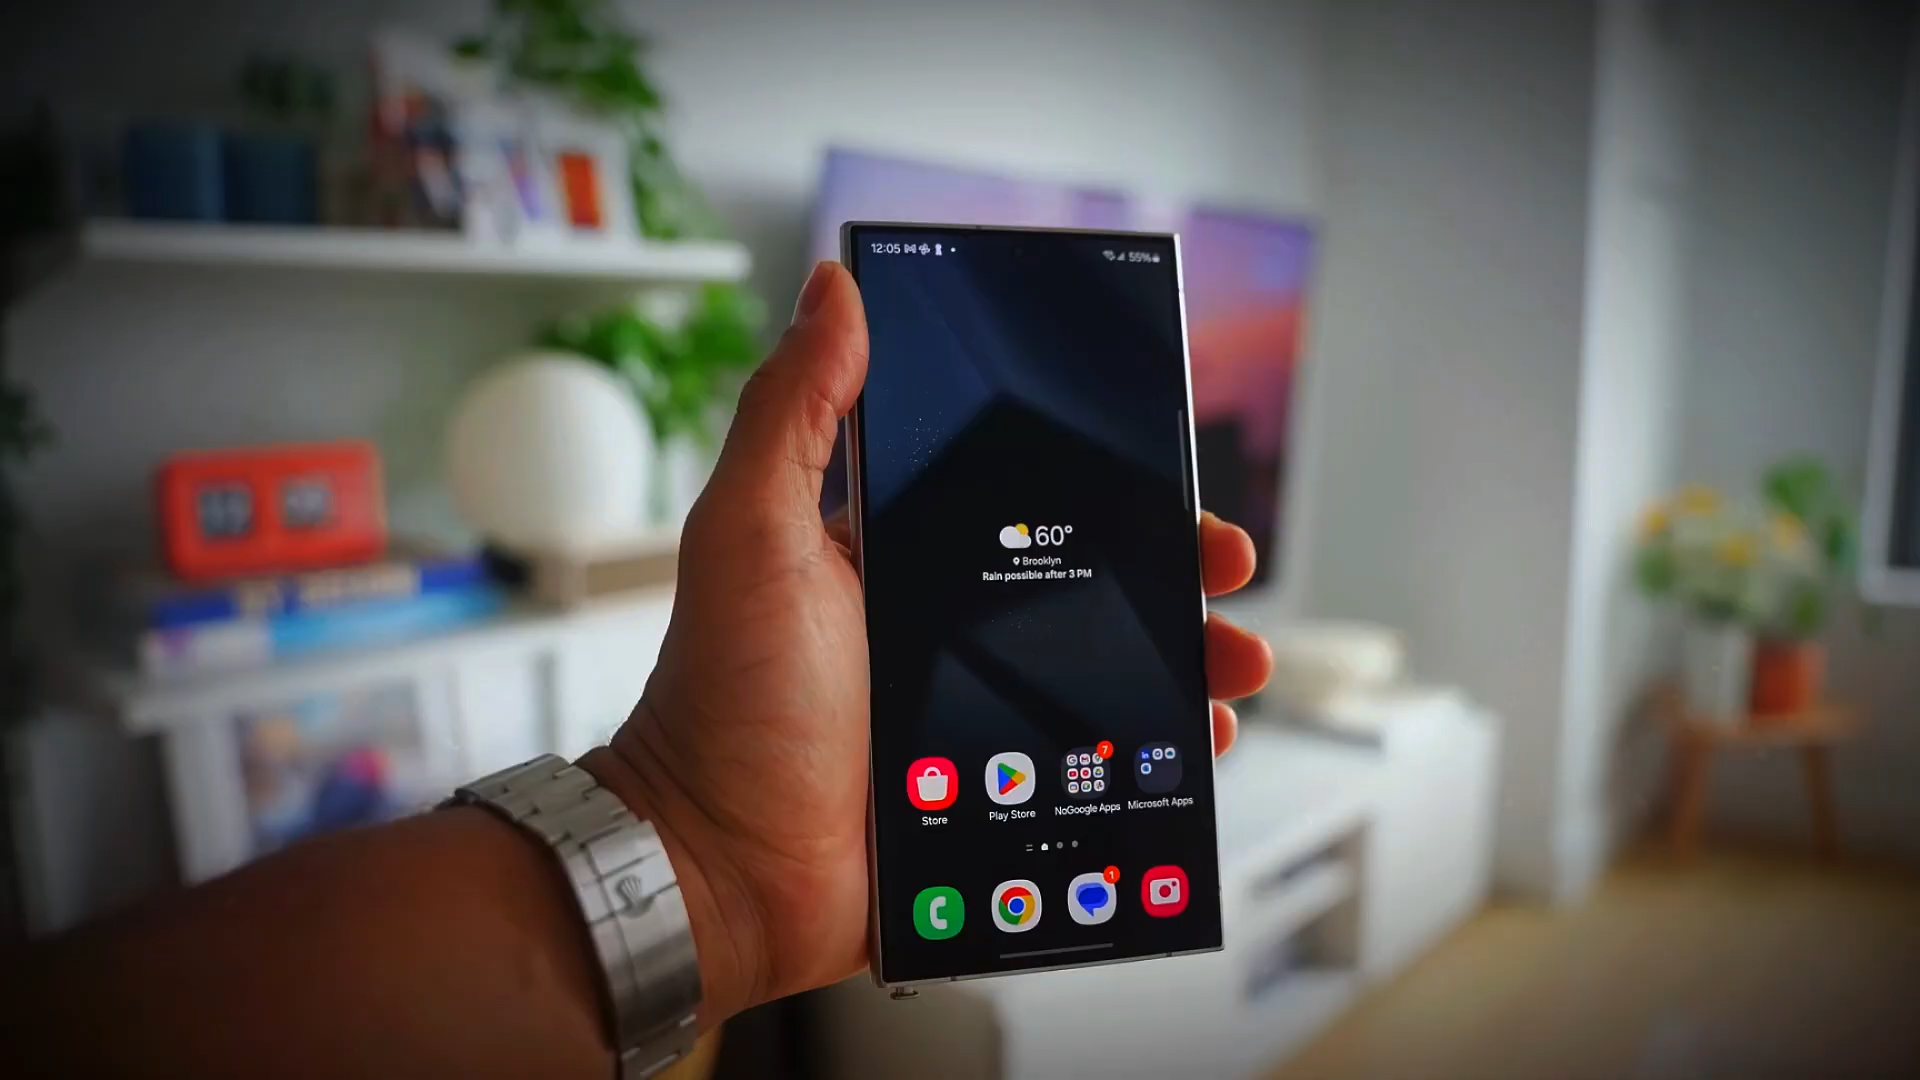 12:05
55%
60°
Brooklyn
Rain possible after 3 PM
7
Store
Play Store
NoGoogle Apps
Microsoft Apps
1